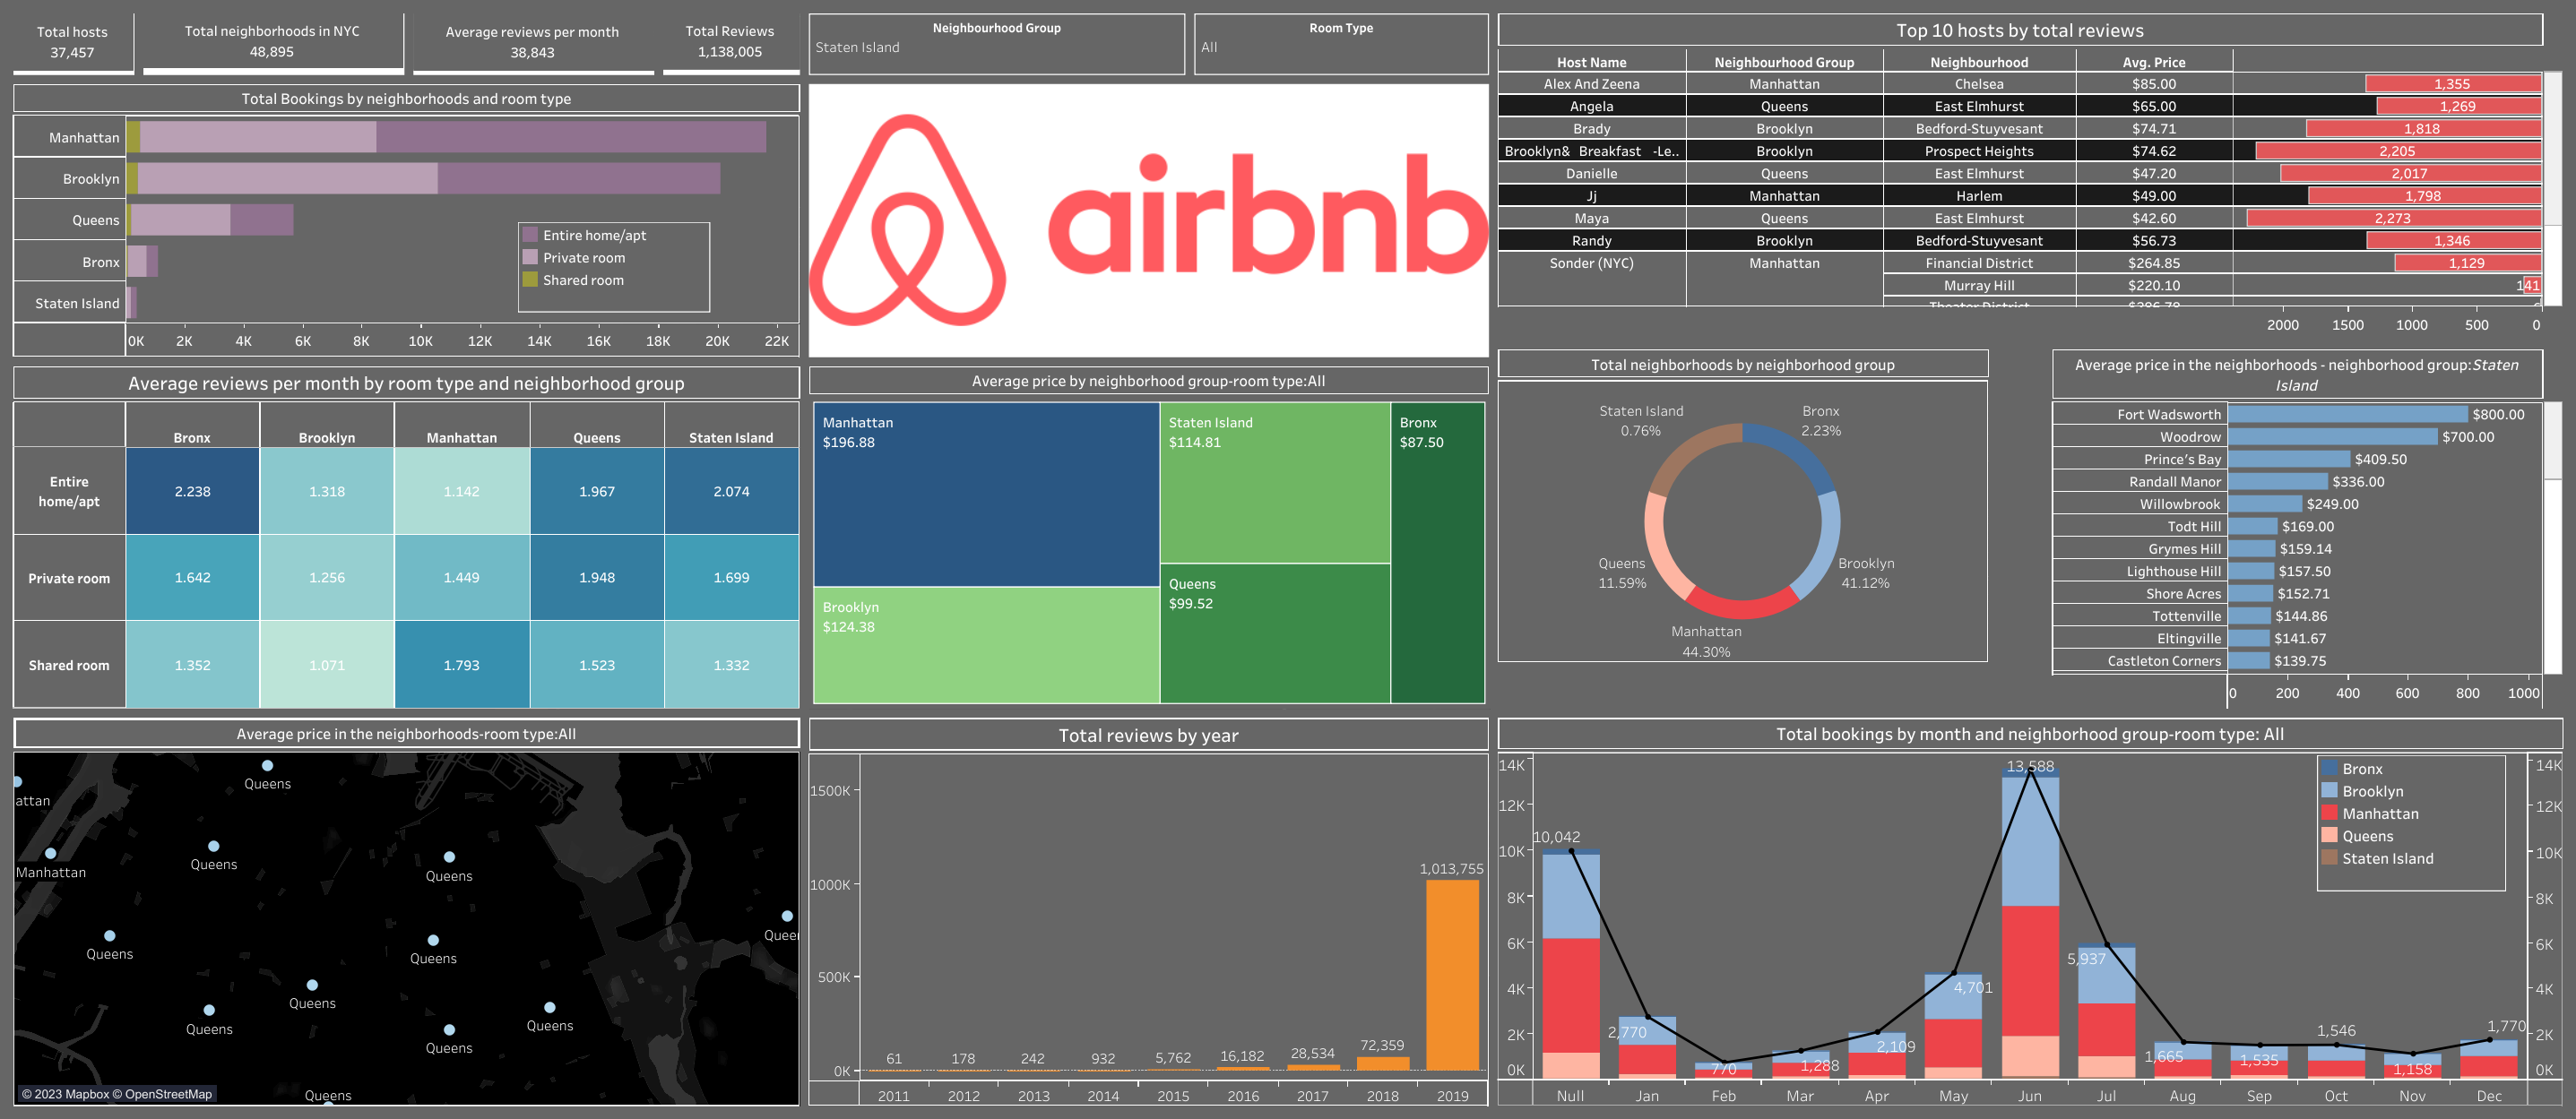 Total hosts
37,457
Total neighborhoods in NYC
48,895
Average reviews per month
38,843
Total Reviews
1,138,005
Neighbourhood Group
Staten Island
Room Type
All
Total Bookings by neighborhoods and room type
Manhattan
Brooklyn
Queens
Bronx
Staten Island
Entire home/apt
Private room
Shared room
0K 2K 4K 6K 8K 10K 12K 14K 16K 18K 20K 22K
airbnb
Top 10 hosts by total reviews
Host Name Neighbourhood Group Neighbourhood Avg. Price
Alex And Zeena Manhattan Chelsea $85.00 1,355
Angela Queens East Elmhurst $65.00 1,269
Brady Brooklyn Bedford-Stuyvesant $74.71 1,818
Brooklyn& Breakfast -Le.. Brooklyn Prospect Heights $74.62 2,205
Danielle Queens East Elmhurst $47.20 2,017
Jj Manhattan Harlem $49.00 1,798
Maya Queens East Elmhurst $42.60 2,273
Randy Brooklyn Bedford-Stuyvesant $56.73 1,346
Sonder (NYC) Manhattan Financial District $264.85 1,129
Murray Hill $220.10 141
Theater District $286.78
2000 1500 1000 500 0
Average reviews per month by room type and neighborhood group
Bronx Brooklyn Manhattan Queens Staten Island
Entire
home/apt
2.238 1.318 1.142 1.967 2.074
Private room 1.642 1.256 1.449 1.948 1.699
Shared room 1.352 1.071 1.793 1.523 1.332
Average price by neighborhood group-room type:All
Manhattan
$196.88
Staten Island
$114.81
Bronx
$87.50
Brooklyn
$124.38
Queens
$99.52
Total neighborhoods by neighborhood group
Staten Island
0.76%
Bronx
2.23%
Queens
11.59%
Brooklyn
41.12%
Manhattan
44.30%
Average price in the neighborhoods - neighborhood group:Staten
Island
Fort Wadsworth $800.00
Woodrow $700.00
Prince's Bay $409.50
Randall Manor $336.00
Willowbrook $249.00
Todt Hill $169.00
Grymes Hill $159.14
Lighthouse Hill $157.50
Shore Acres $152.71
Tottenville $144.86
Eltingville $141.67
Castleton Corners $139.75
0 200 400 600 800 1000
Average price in the neighborhoods-room type:All
Queens
attan
Queens
Queens
Manhattan
Queens
Queens
Queens
Queens
Queens
Queens
Queens
Queens
© 2023 Mapbox © OpenStreetMap
Total reviews by year
1500K
1000K
500K
0K
61 178 242 932 5,762 16,182 28,534 72,359 1,013,755
2011 2012 2013 2014 2015 2016 2017 2018 2019
Total bookings by month and neighborhood group-room type: All
14K
12K
10K
8K
6K
4K
2K
0K
10,042 2,770 770 1,288 2,109 4,701 13,588 5,937 1,665 1,535 1,546 1,158 1,770
Bronx
Brooklyn
Manhattan
Queens
Staten Island
14K
12K
10K
8K
6K
4K
2K
0K
Null Jan Feb Mar Apr May Jun Jul Aug Sep Oct Nov Dec